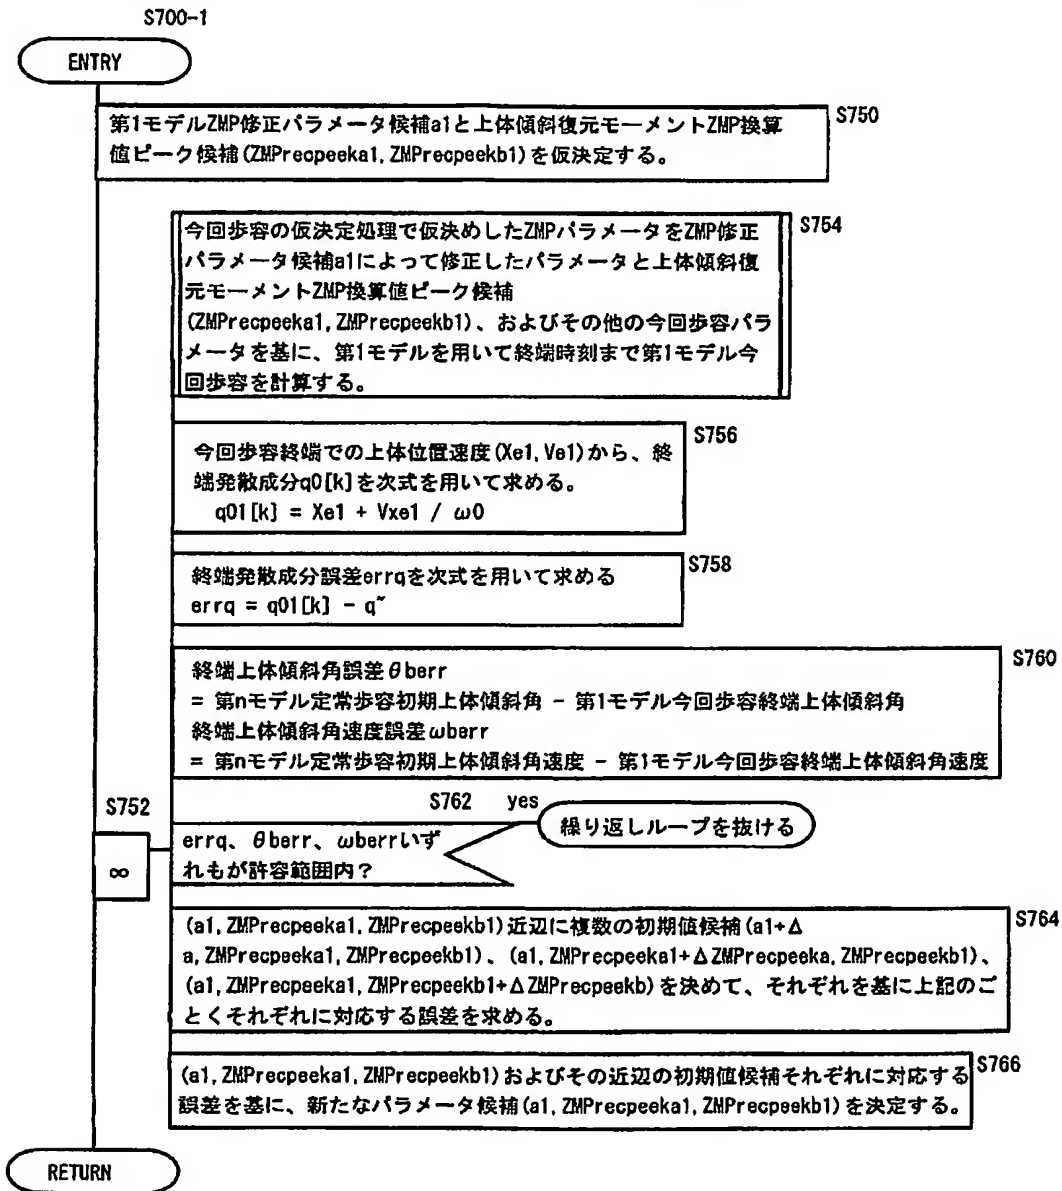 S700-1
ENTRY
S750
第1モデルZMP修正パラメータ候補a1と上体傾斜復元モーメントZMP換算
値ピーク候補(ZMPrecpeeka1, ZMPrecpeekb1)を仮決定する。
S754
今回歩容の仮決定処理で仮決めしたZMPパラメータをZMP修正
パラメータ候補a1によって修正したパラメータと上体傾斜復
元モーメントZMP換算値ピーク候補
(ZMPrecpeeka1, ZMPrecpeekb1)、およびその他の今回歩容パラ
メータを基に、第1モデルを用いて終端時刻まで第1モデル今
回歩容を計算する。
S756
今回歩容終端での上体位置速度(Xe1, Ve1)から、終
端発散成分q0[k]を次式を用いて求める。
q01[k] = Xe1 + Vxe1 / ω0
S758
終端発散成分誤差errqを次式を用いて求める
errq = q01[k] - q˝
S760
終端上体傾斜角誤差θberr
= 第nモデル定常歩容初期上体傾斜角 - 第1モデル今回歩容終端上体傾斜角
終端上体傾斜角速度誤差ωberr
= 第nモデル定常歩容初期上体傾斜角速度 - 第1モデル今回歩容終端上体傾斜角速度
S752
∞
S762 yes
繰り返しループを抜ける
errq、θberr、ωberrいず
れもが許容範囲内?
S764
(a1, ZMPrecpeeka1, ZMPrecpeekb1)近辺に複数の初期値候補(a1+Δ
a, ZMPrecpeeka1, ZMPrecpeekb1)、(a1, ZMPrecpeeka1+ΔZMPrecpeeka, ZMPrecpeekb1)、
(a1, ZMPrecpeeka1, ZMPrecpeekb1+ΔZMPrecpeekb)を決めて、それぞれを基に上記のご
とくそれぞれに対応する誤差を求める。
S766
(a1, ZMPrecpeeka1, ZMPrecpeekb1)およびその近辺の初期値候補それぞれに対応する
誤差を基に、新たなパラメータ候補(a1, ZMPrecpeeka1, ZMPrecpeekb1)を決定する。
RETURN